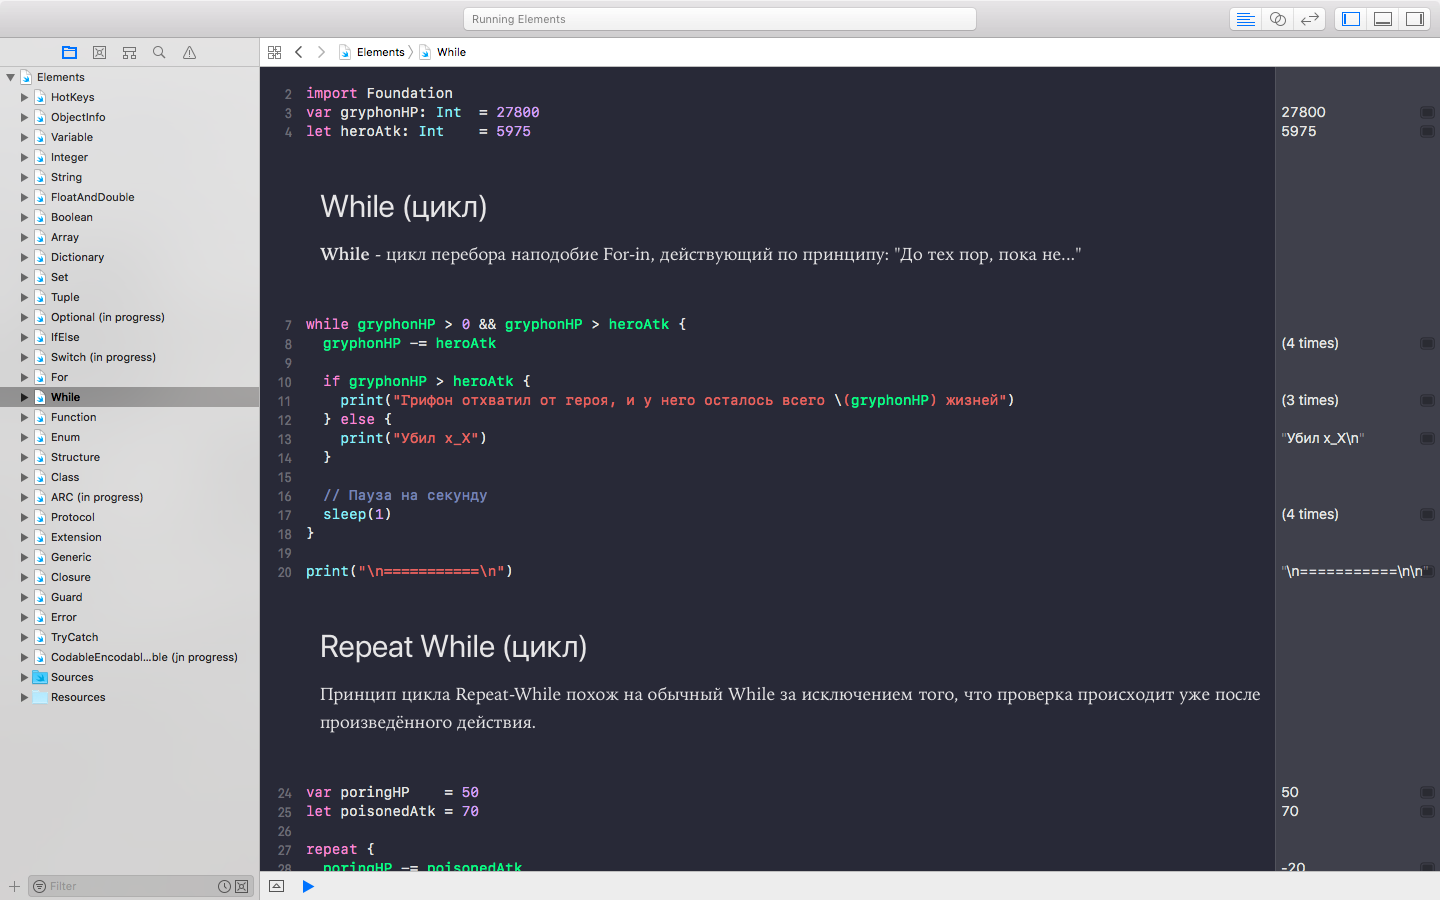 Running Elements
Elements
While
Elements
HotKeys
ObjectInfo
Variable
Integer
String
FloatAndDouble
Boolean
Array
Dictionary
Set
Tuple
Optional (in progress)
IfElse
Switch (in progress)
For
While
Function
Enum
Structure
Class
ARC (in progress)
Protocol
Extension
Generic
Closure
Guard
Error
TryCatch
CodableEncodabl...ble (jn progress)
Sources
Resources
Filter
2 import Foundation
3 var gryphonHP: Int  = 27800 27800
4 let heroAtk: Int    = 5975 5975
While (цикл)
While - цикл перебора наподобие For-in, действующий по принципу: "До тех пор, пока не..."
7 while gryphonHP > 0 && gryphonHP > heroAtk {
8   gryphonHP -= heroAtk (4 times)
9
10   if gryphonHP > heroAtk {
11     print("Грифон отхватил от героя, и у него осталось всего \(gryphonHP) жизней") (3 times)
12   } else {
13     print("Убил x_X") "Убил x_X\n"
14   }
15
16   // Пауза на секунду
17   sleep(1) (4 times)
18 }
19
20 print("\n===========\n") "\n===========\n\n"
Repeat While (цикл)
Принцип цикла Repeat-While похож на обычный While за исключением того, что проверка происходит уже после
произведённого действия.
24 var poringHP    = 50 50
25 let poisonedAtk = 70 70
26
27 repeat {
28   poringHP -= poisonedAtk -20